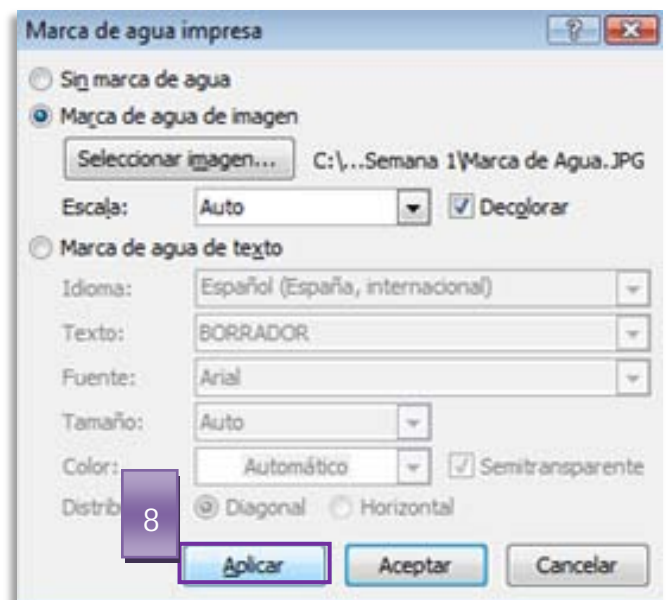 Marca de agua impresa
Sin marca de agua
Marca de agua de imagen
Seleccionar imagen... C:\...Semana 1\Marca de Agua.JPG
Escala: Auto Decolorar
Marca de agua de texto
Idioma: Español (España, internacional)
Texto: BORRADOR
Fuente: Arial
Tamaño: Auto
Color: Automático Semitransparente
Distrib Diagonal Horizontal
8
Aplicar Aceptar Cancelar